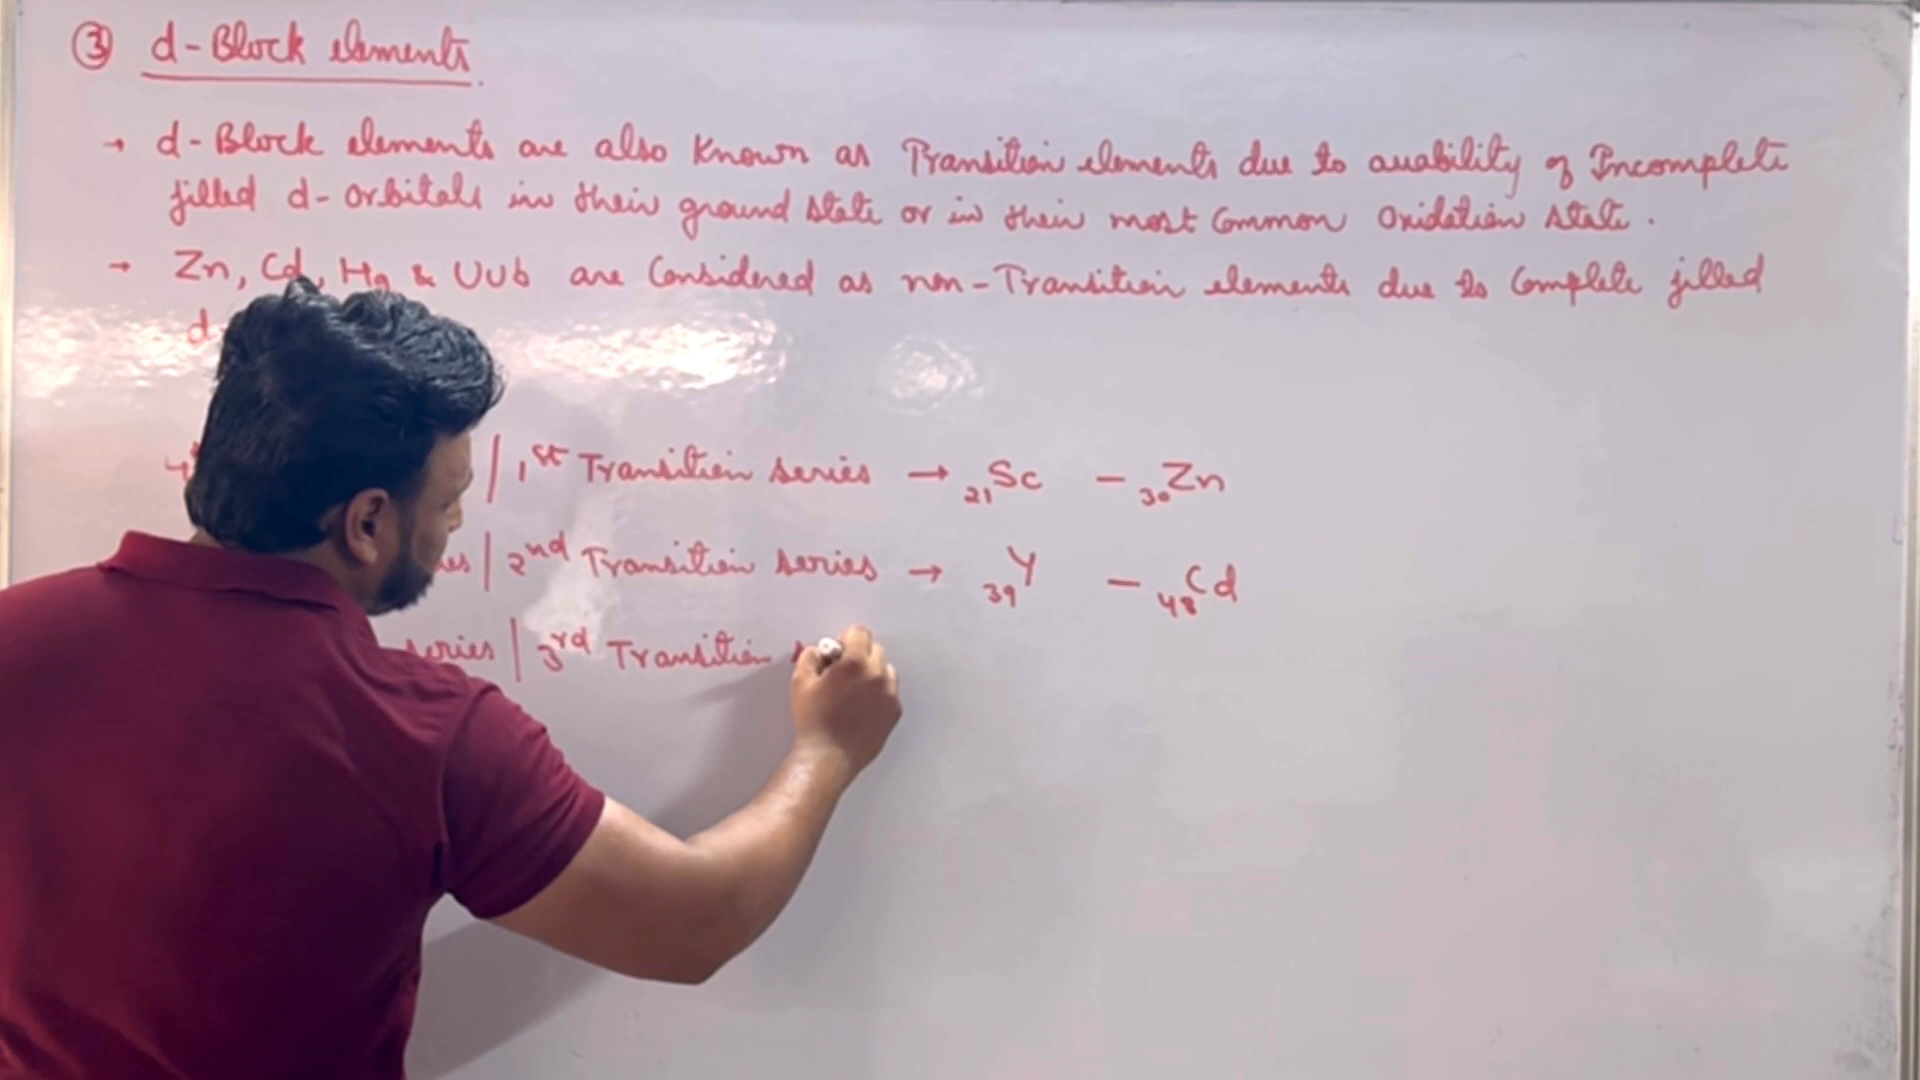 ③ d-Block elements
→ d-Block elements are also known as Transition elements due to avability of Incomplete
filled d-orbitals in their ground state or in their most Common Oxidation state.
→ Zn, Cd, Hg & Uub are Considered as non-Transition elements due to Complete filled
d
| 1st Transition series → 21Sc - 30Zn
| 2nd Transition series → 39Y - 48Cd
series | 3rd Transition